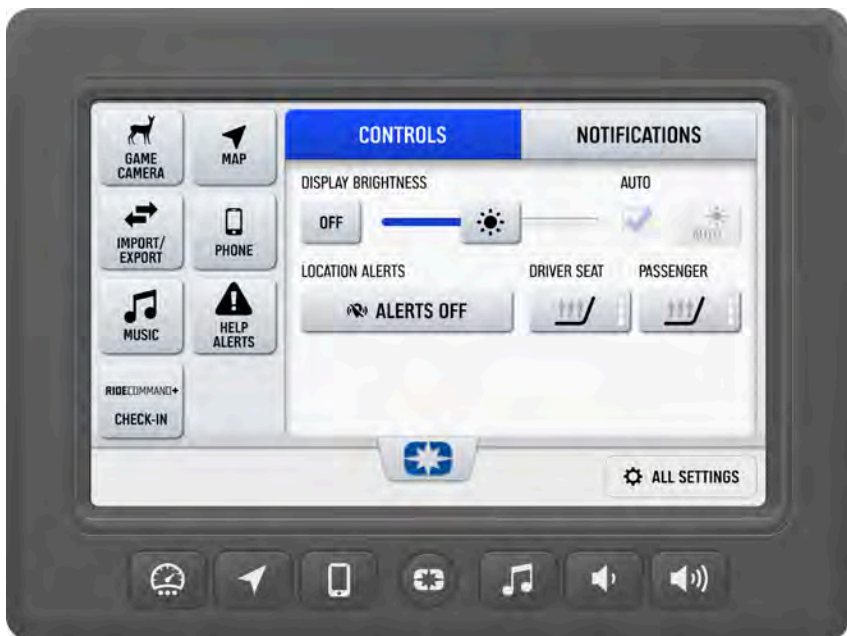 GAME
CAMERA
MAP
IMPORT/
EXPORT
PHONE
MUSIC
HELP
ALERTS
RIDECOMMAND+
CHECK-IN
CONTROLS
NOTIFICATIONS
DISPLAY BRIGHTNESS
AUTO
OFF
AUTO
LOCATION ALERTS
DRIVER SEAT
PASSENGER
ALERTS OFF
ALL SETTINGS